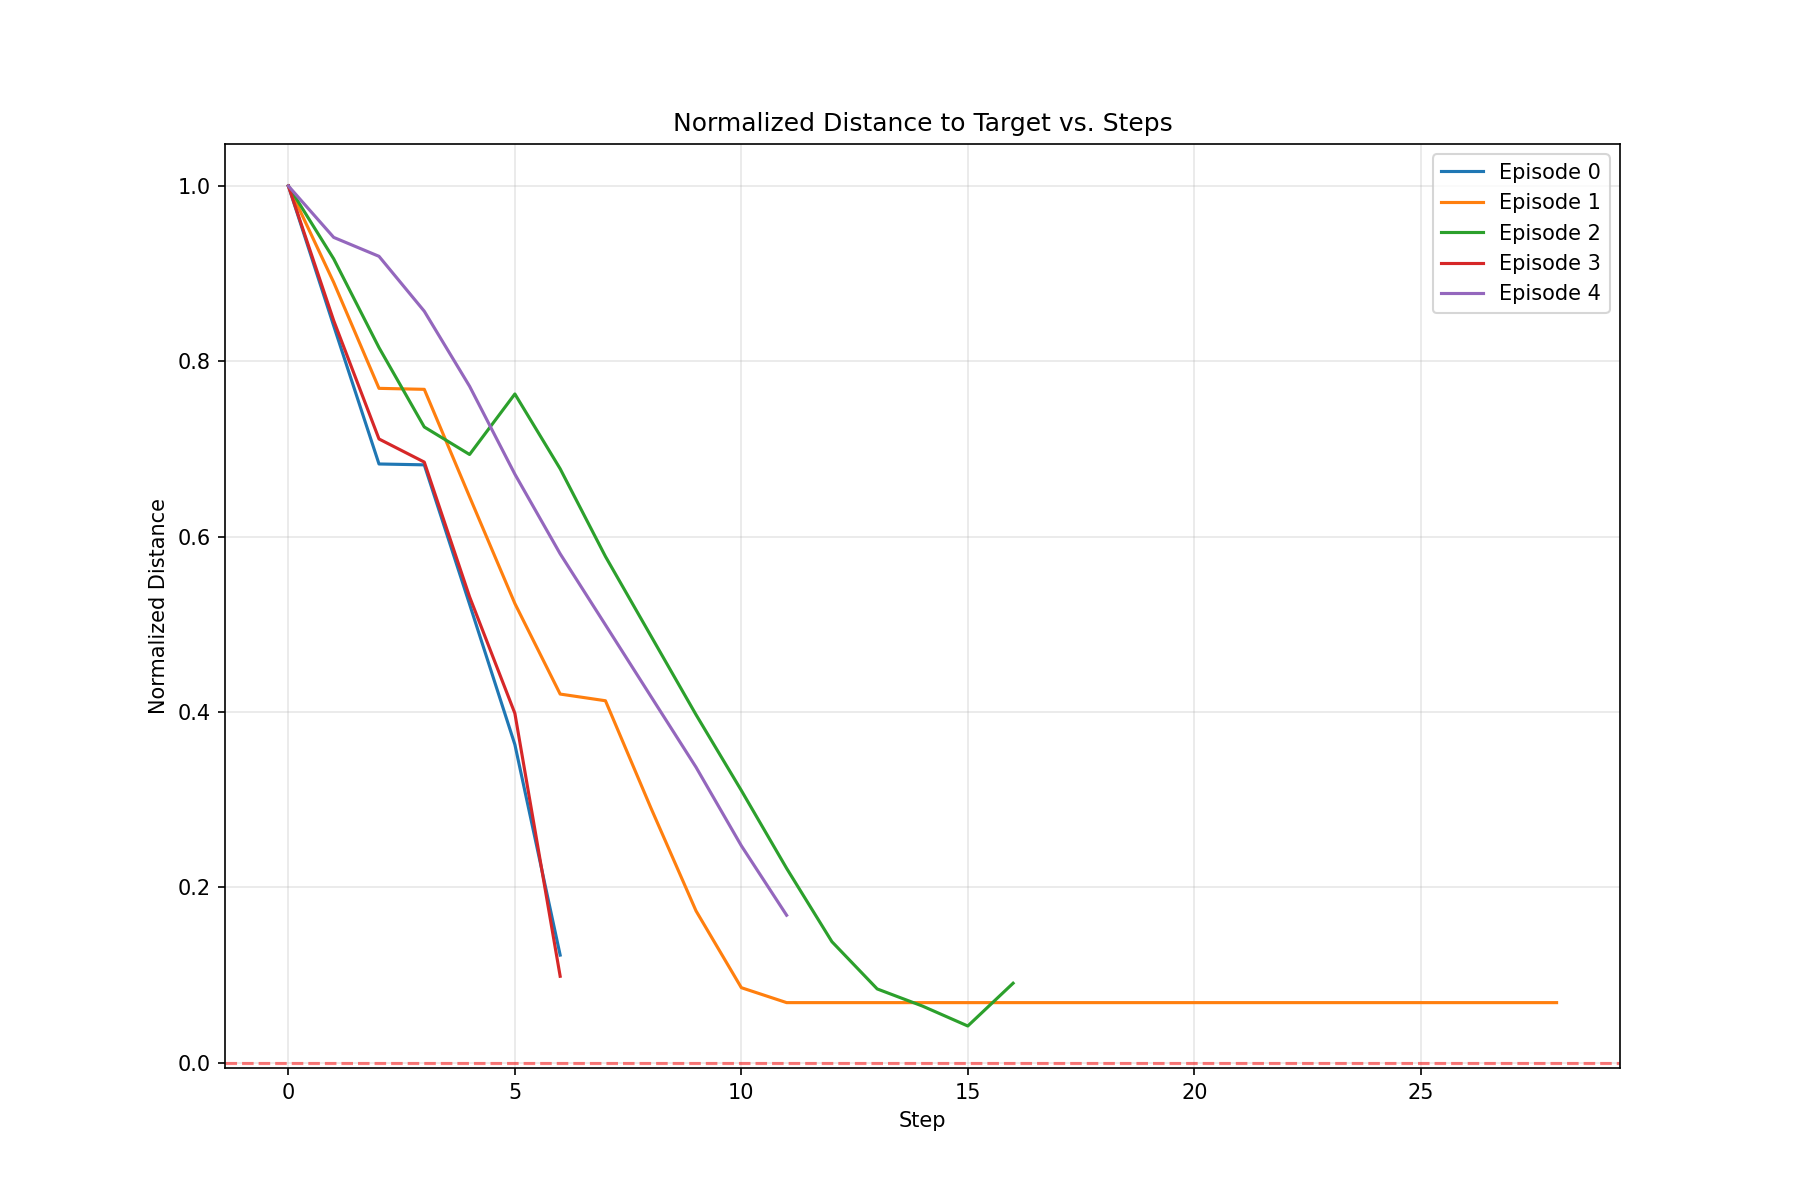 Normalized Distance to Target vs. Steps
Episode 0
Episode 1
Episode 2
Episode 3
Episode 4
1.0
0.8
0.6
0.4
0.2
0.0
Normalized Distance
0 5 10 15 20 25
Step